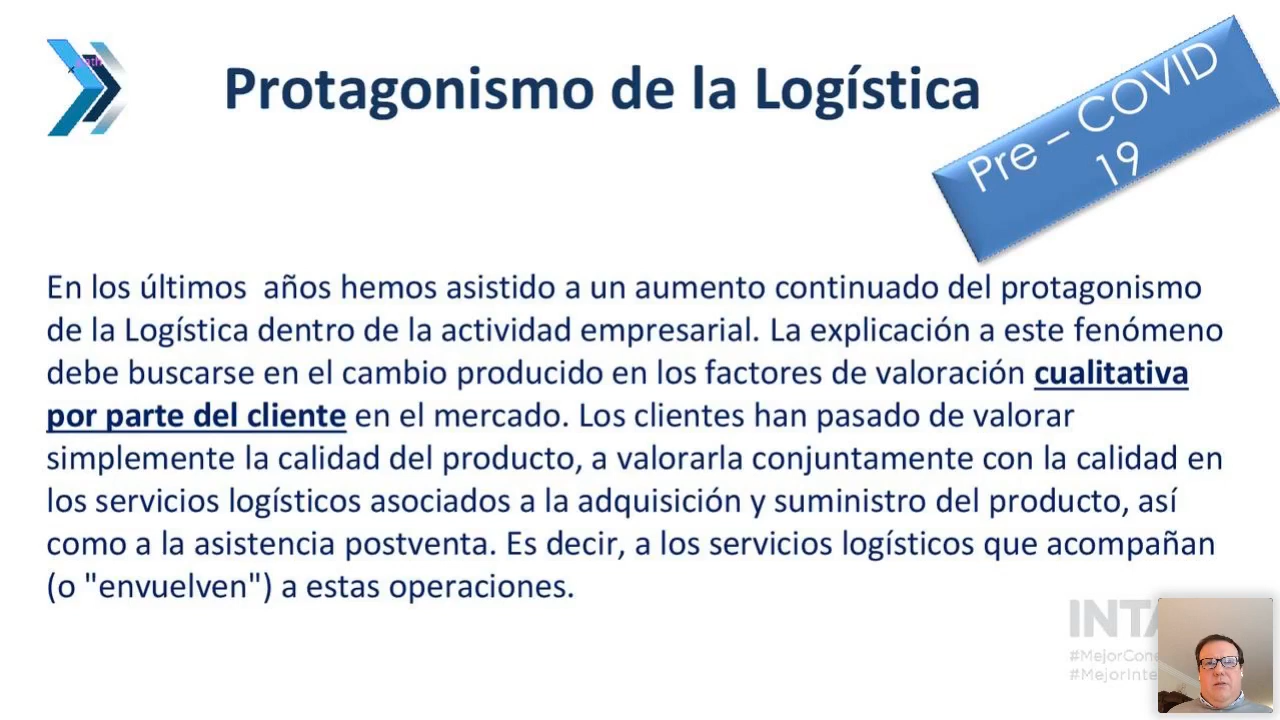 Protagonismo de la Logística
Pre – COVID
19
En los últimos  años hemos asistido a un aumento continuado del protagonismo
de la Logística dentro de la actividad empresarial. La explicación a este fenómeno
debe buscarse en el cambio producido en los factores de valoración cualitativa
por parte del cliente en el mercado. Los clientes han pasado de valorar
simplemente la calidad del producto, a valorarla conjuntamente con la calidad en
los servicios logísticos asociados a la adquisición y suministro del producto, así
como a la asistencia postventa. Es decir, a los servicios logísticos que acompañan
(o "envuelven") a estas operaciones.